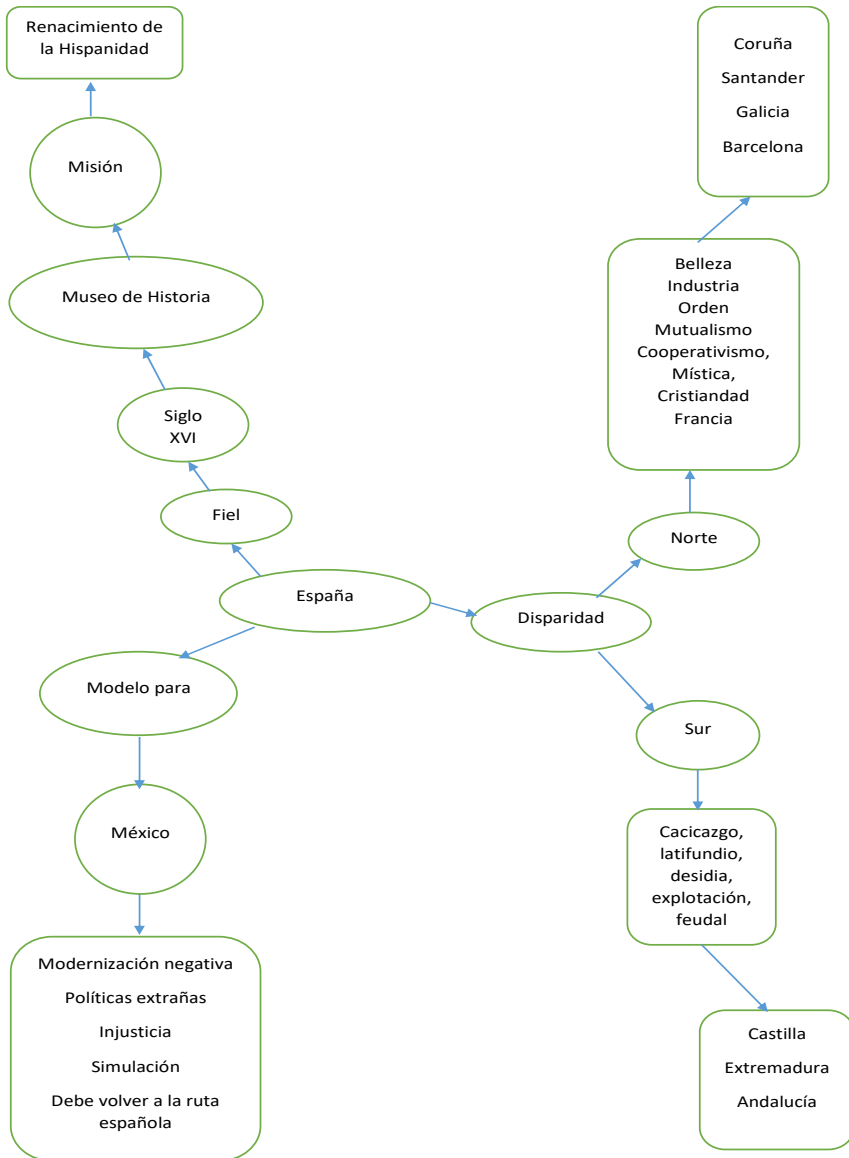 Renacimiento de
la Hispanidad
Misión
Museo de Historia
Siglo
XVI
Fiel
España
Modelo para
México
Modernización negativa
Políticas extrañas
Injusticia
Simulación
Debe volver a la ruta
española
Coruña
Santander
Galicia
Barcelona
Belleza
Industria
Orden
Mutualismo
Cooperativismo,
Mística,
Cristiandad
Francia
Norte
Disparidad
Sur
Cacicazgo,
latifundio,
desidia,
explotación,
feudal
Castilla
Extremadura
Andalucía